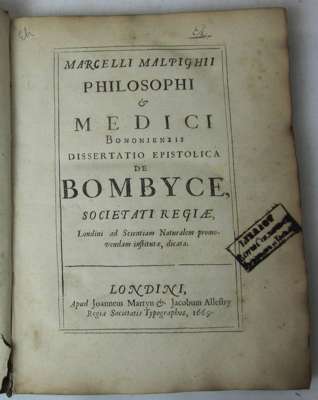 MARCELLI MALPIGHII
PHILOSOPHI
&
MEDICI
BONONIENSIS
DISSERTATIO EPISTOLICA
DE
BOMBYCE,
SOCIETATI REGIÆ,
Londini ad Scientiam Naturalem promo-
vendam institutæ, dicata.
LONDINI,
Apud Joannem Martyn & Jacobum Allestry
Regiæ Societatis Typographos, 1669.